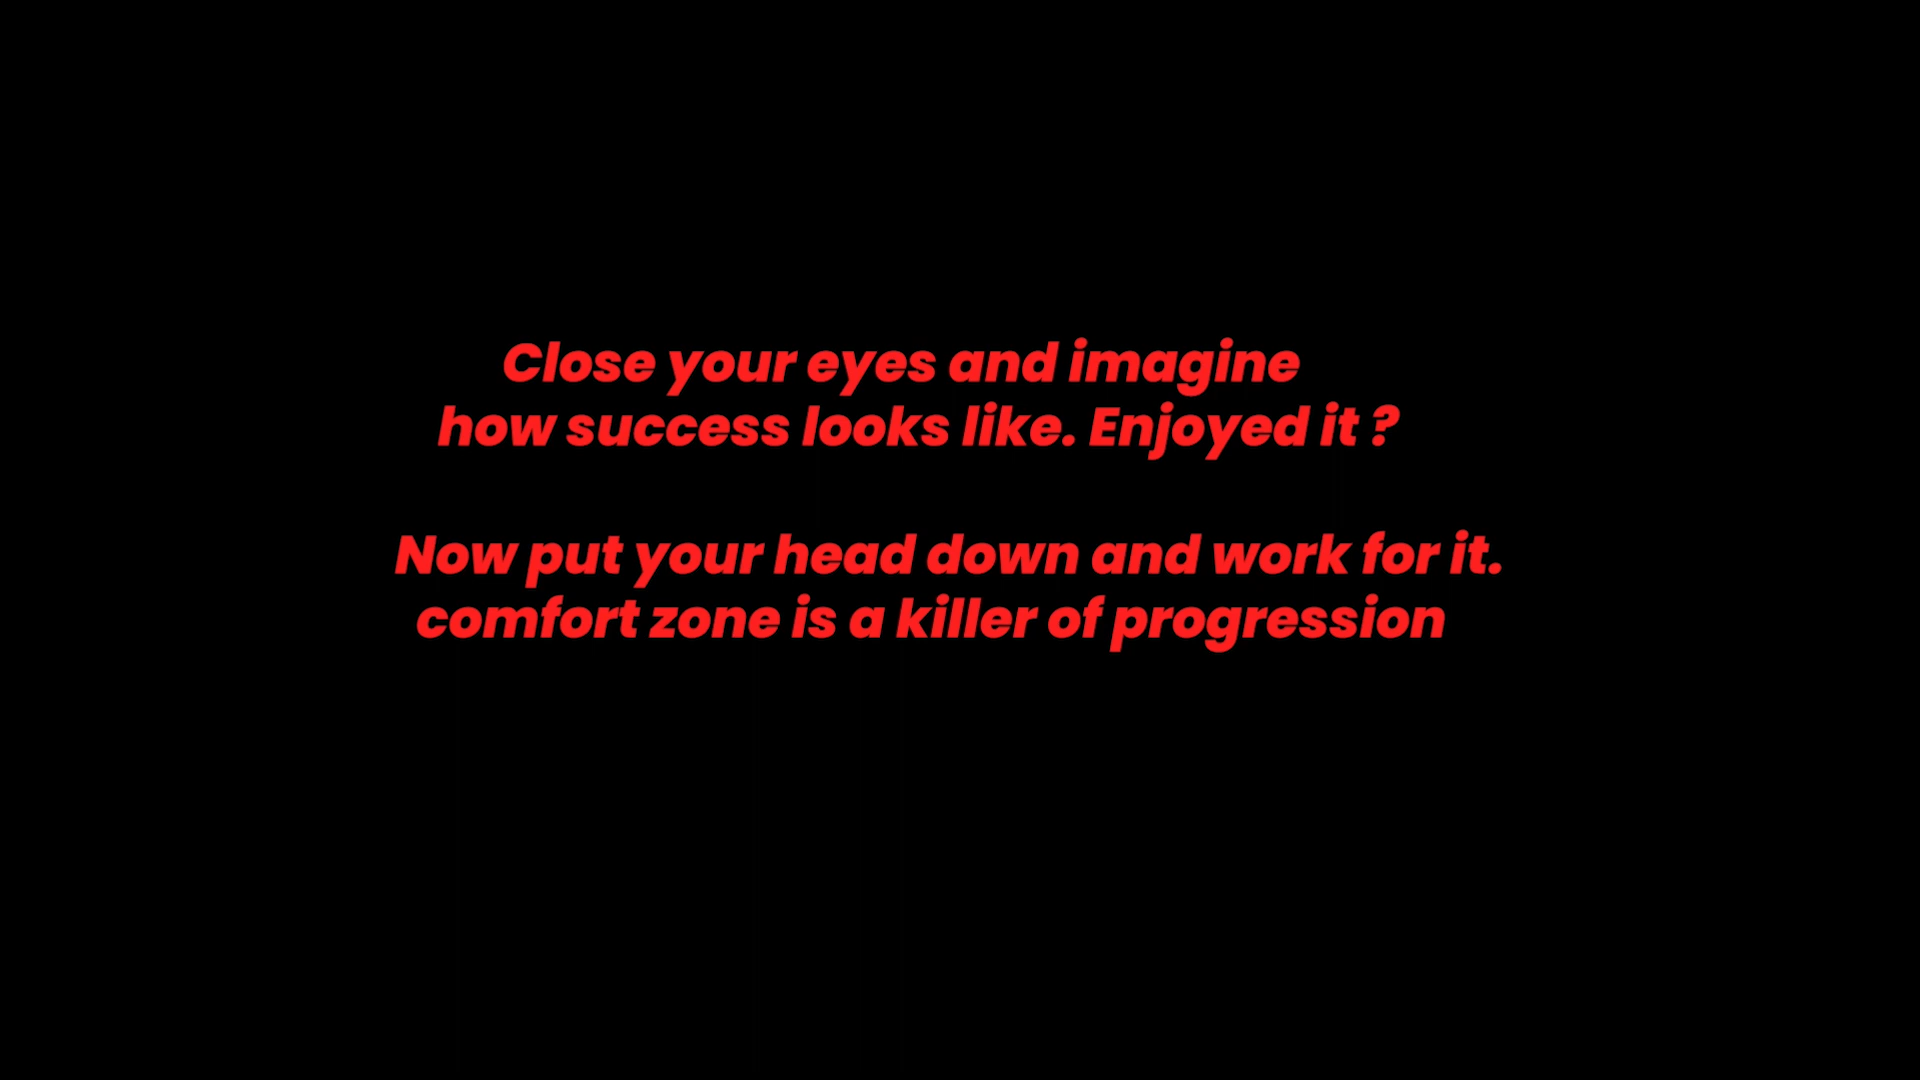 Close your eyes and imagine
how success looks like. Enjoyed it ?
Now put your head down and work for it.
comfort zone is a killer of progression